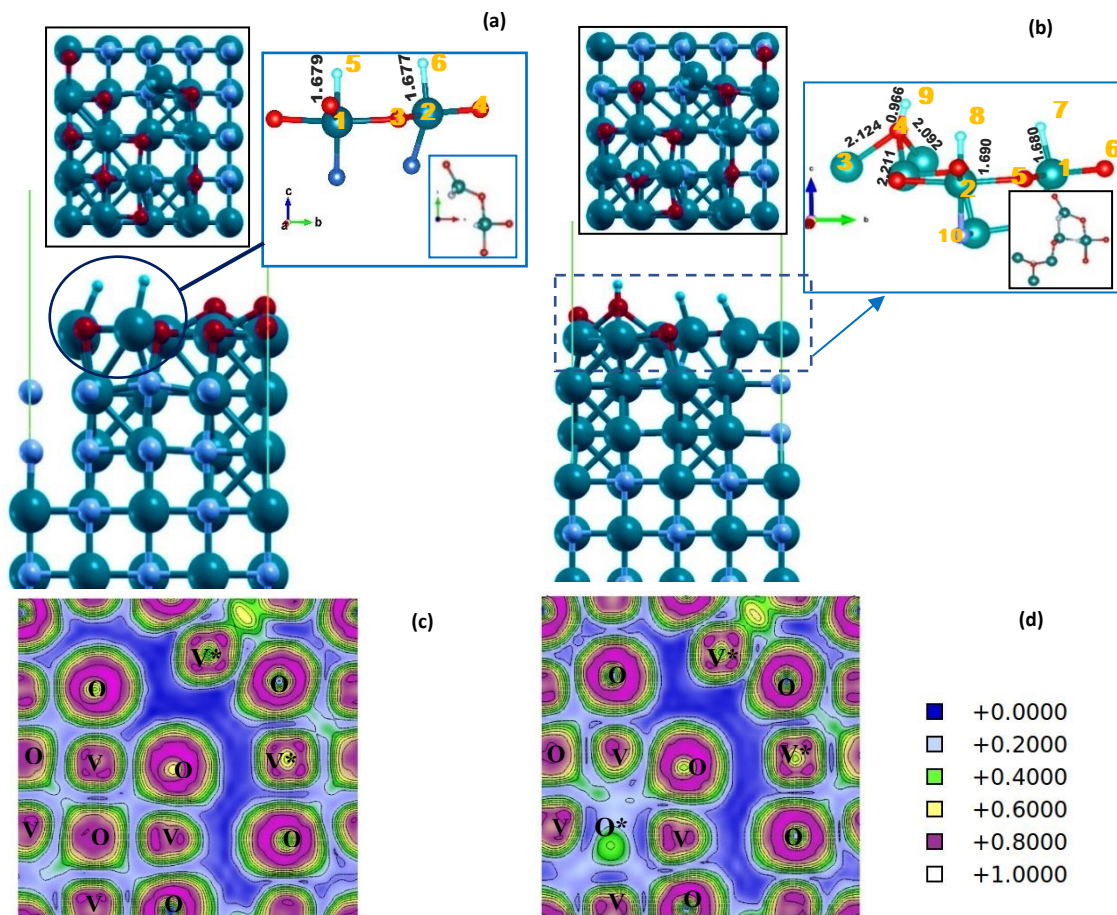 (a)
1.679
5
1.677
6
1
3
2
4
c
a
b
(b)
9
0.966
4
2.124
2.092
8
7
3
2.211
1.690
1.680
6
1
5
2
10
c
b
(c)
V*
O
O
O
V
O
V*
V
O
V
O
V
O
(d)
V*
O
O
O
V
O
V*
V
O*
V
O
V
O
+0.0000
+0.2000
+0.4000
+0.6000
+0.8000
+1.0000